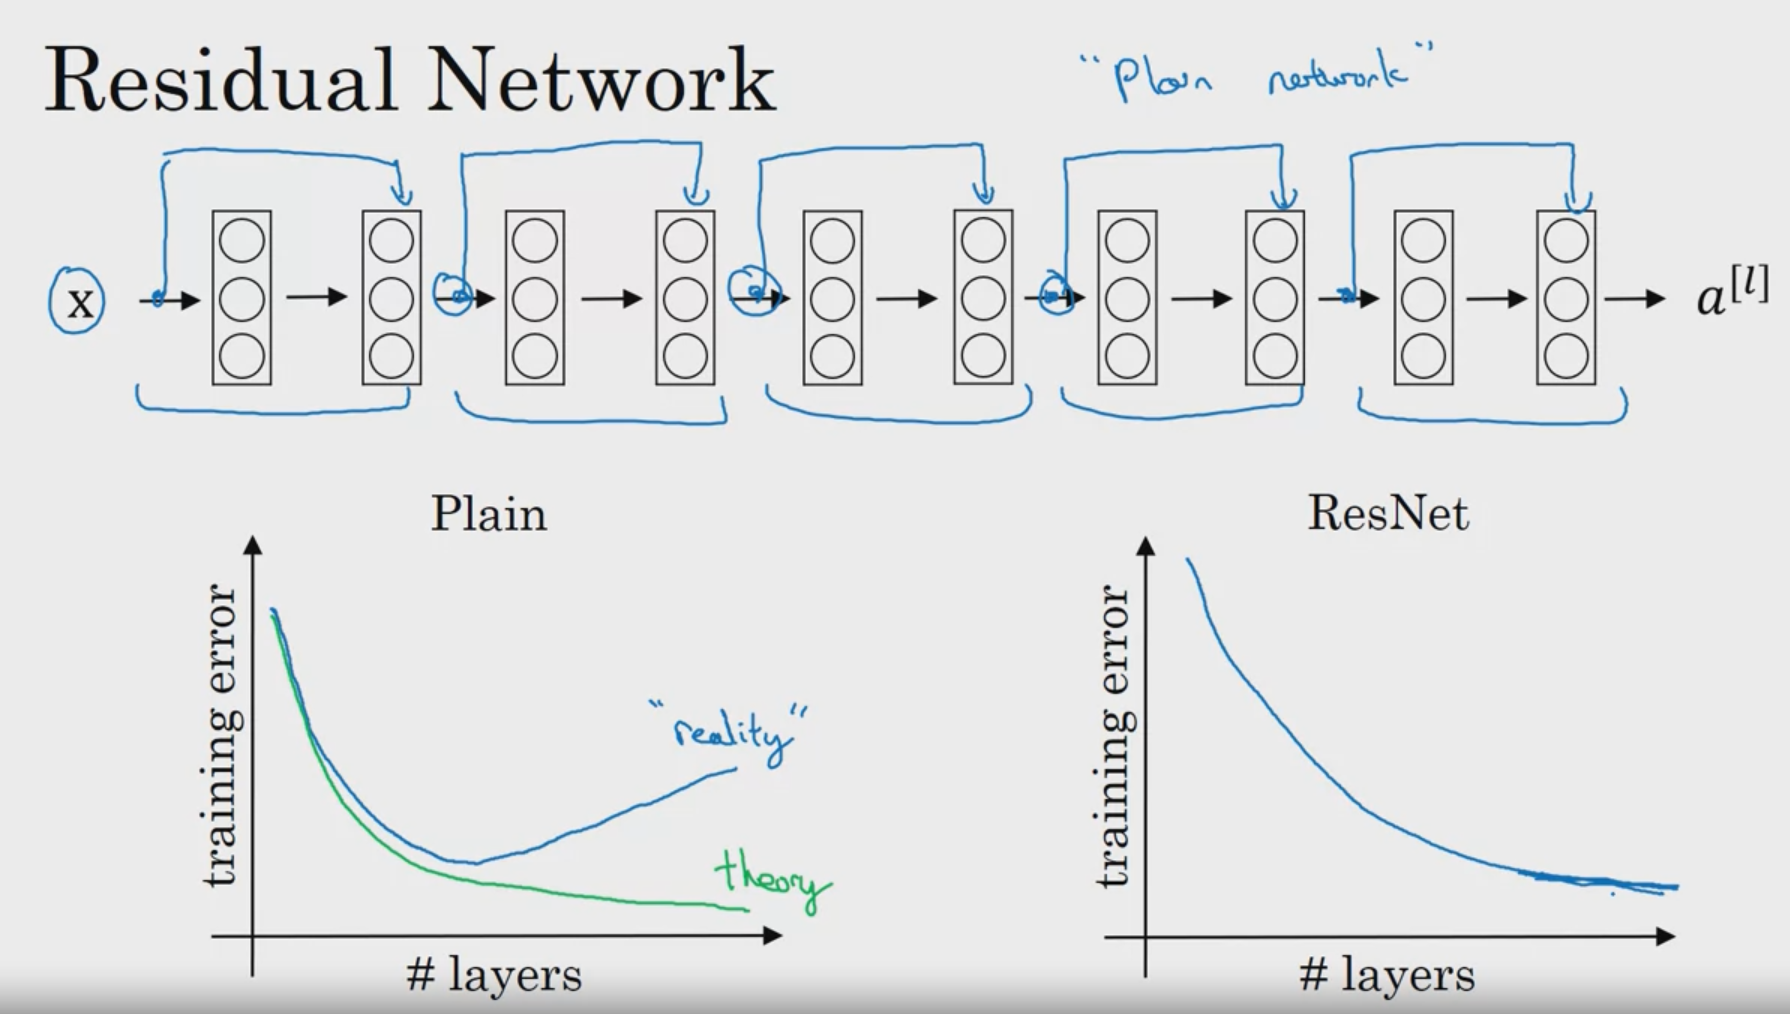 Residual Network
"Plain network"
x
a[l]
Plain
ResNet
training error
"reality"
theory
# layers
training error
# layers